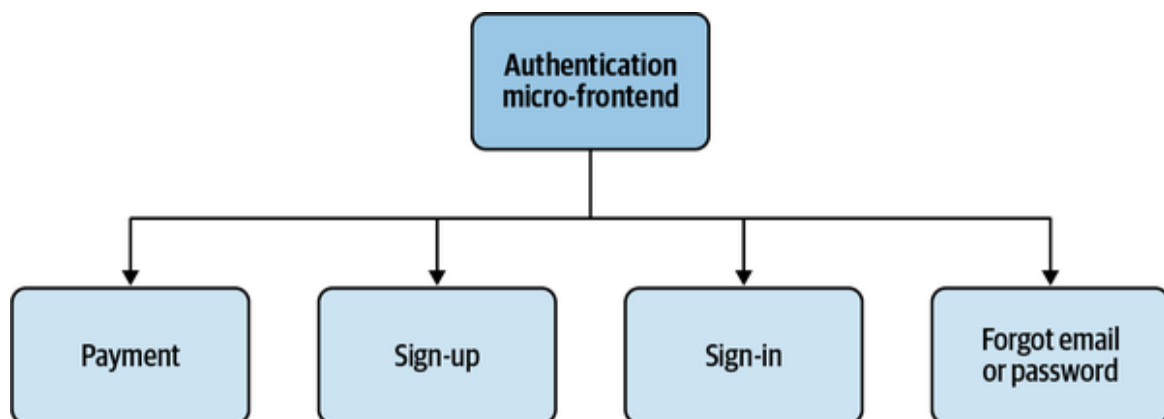 Authentication
micro-frontend
Payment
Sign-up
Sign-in
Forgot email
or password